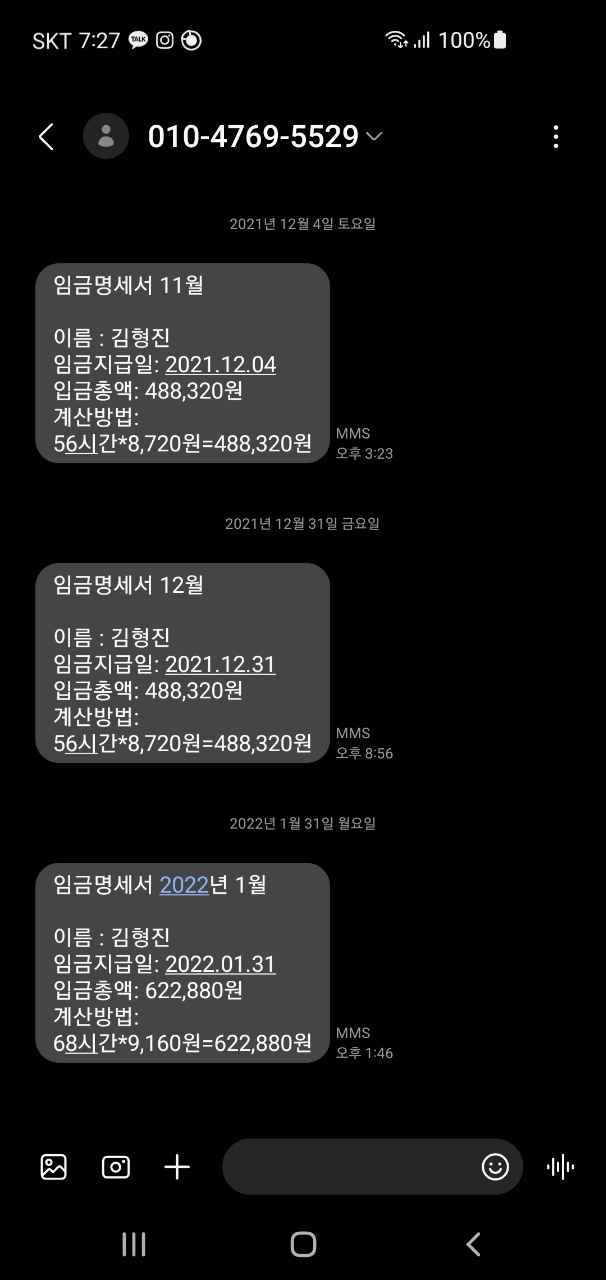 SKT 7:27 TALK 100%
010-4769-5529
2021년 12월 4일 토요일
임금명세서 11월
이름 : 김형진
임금지급일: 2021.12.04
입금총액: 488,320원
계산방법:
56시간*8,720원=488,320원
MMS
오후 3:23
2021년 12월 31일 금요일
임금명세서 12월
이름 : 김형진
임금지급일: 2021.12.31
입금총액: 488,320원
계산방법:
56시간*8,720원=488,320원
MMS
오후 8:56
2022년 1월 31일 월요일
임금명세서 2022년 1월
이름 : 김형진
임금지급일: 2022.01.31
입금총액: 622,880원
계산방법:
68시간*9,160원=622,880원
MMS
오후 1:46